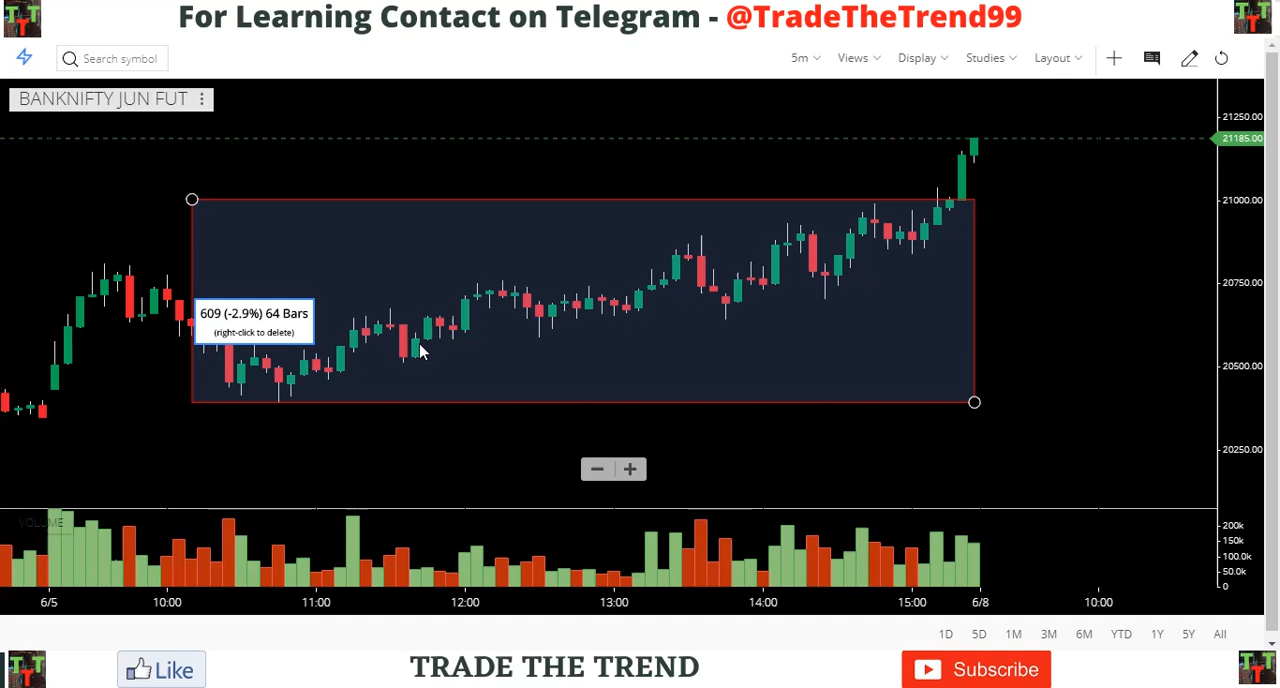 For Learning Contact on Telegram - @TradeTheTrend99
Search symbol
5m
Views
Display
Studies
Layout
BANKNIFTY JUN FUT
21250.00
21185.00
21000.00
20750.00
20500.00
20250.00
609 (-2.9%) 64 Bars
(right-click to delete)
VOLUME
200k
150k
100.0k
50.0k
0
6/5 10:00 11:00 12:00 13:00 14:00 15:00 6/8 10:00
1D 5D 1M 3M 6M YTD 1Y 5Y All
Like
TRADE THE TREND
Subscribe